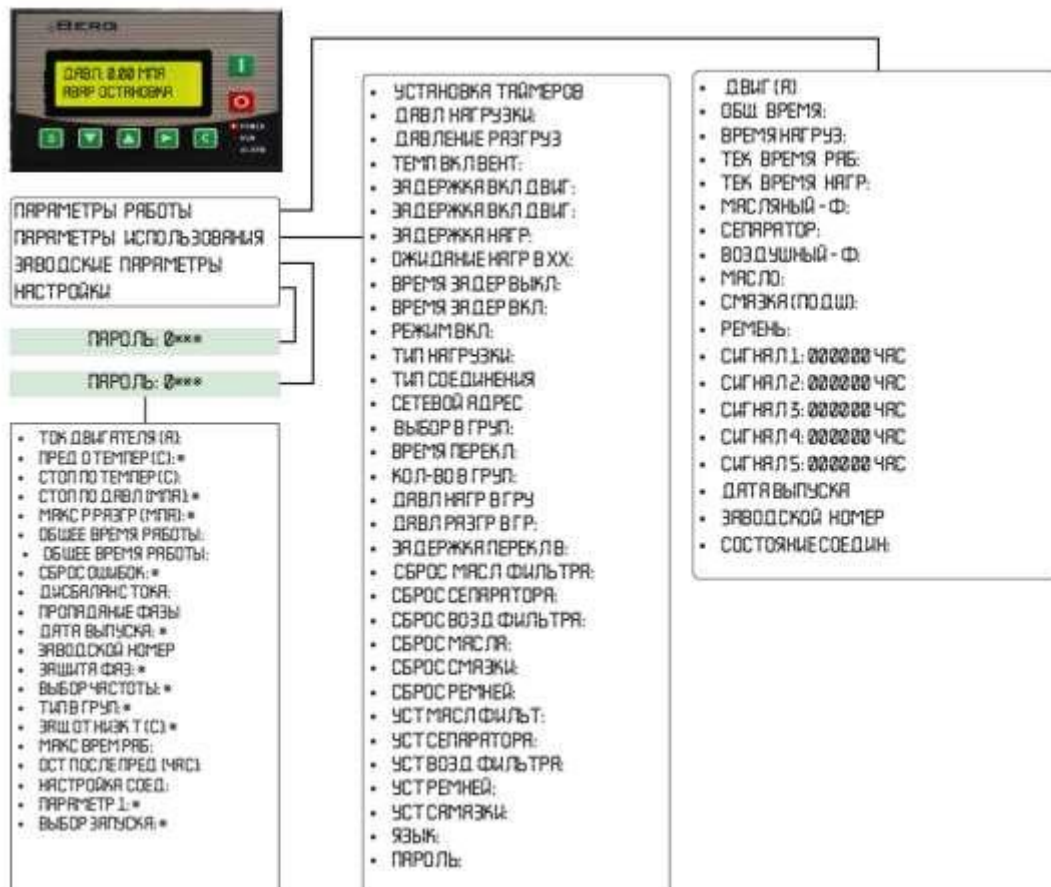 BERG
ДАВЛ: 0.00 МПА
АВАР ОСТАНОВКА
I
O
S
C
POWER
RUN
ALARM
ПАРАМЕТРЫ РАБОТЫ
ПАРАМЕТРЫ ИСПОЛЬЗОВАНИЯ
ЗАВОДСКИЕ ПАРАМЕТРЫ
НАСТРОЙКИ
ПАРОЛЬ: 0***
ПАРОЛЬ: 0***
• ТОК ДВИГАТЕЛЯ (А):
• ПРЕД О ТЕМПЕР (С): *
• СТОП ПО ТЕМПЕР (С):
• СТОП ПО ДАВЛ (МПА): *
• МАКС Р РАЗГР (МПА): *
• ОБЩЕЕ ВРЕМЯ РАБОТЫ:
• ОБЩЕЕ ВРЕМЯ РАБОТЫ:
• СБРОС ОШИБОК: *
• ДИСБАЛАНС ТОКА:
• ПРОПАДАНИЕ ФАЗЫ
• ДАТА ВЫПУСКА: *
• ЗАВОДСКОЙ НОМЕР
• ЗАЩИТА ФАЗ: *
• ВЫБОР ЧАСТОТЫ: *
• ТИП В ГРУП: *
• ЗАЩ ОТ НИЗК Т (С): *
• МАКС ВРЕМ РАБ:
• ОСТ ПОСЛЕ ПРЕД (ЧАС):
• НАСТРОЙКА СОЕД:
• ПАРАМЕТР 1: *
• ВЫБОР ЗАПУСКА: *
• УСТАНОВКА ТАЙМЕРОВ
• ДАВЛ НАГРУЗКИ:
• ДАВЛЕНИЕ РАЗГРУЗ
• ТЕМП ВКЛ ВЕНТ:
• ЗАДЕРЖКА ВКЛ ДВИГ:
• ЗАДЕРЖКА ВКЛ ДВИГ:
• ЗАДЕРЖКА НАГР:
• ОЖИДАНИЕ НАГР В ХХ:
• ВРЕМЯ ЗАДЕР ВЫКЛ:
• ВРЕМЯ ЗАДЕР ВКЛ:
• РЕЖИМ ВКЛ:
• ТИП НАГРУЗКИ:
• ТИП СОЕДИНЕНИЯ
• СЕТЕВОЙ АДРЕС
• ВЫБОР В ГРУП:
• ВРЕМЯ ПЕРЕКЛ:
• КОЛ-ВО В ГРУП:
• ДАВЛ НАГР В ГРУ
• ДАВЛ РАЗГР В ГР:
• ЗАДЕРЖКА ПЕРЕКЛ В:
• СБРОС МАСЛ ФИЛЬТРА:
• СБРОС СЕПАРАТОРА:
• СБРОС ВОЗД ФИЛЬТРА:
• СБРОС МАСЛА:
• СБРОС СМАЗКИ:
• СБРОС РЕМНЕЙ:
• УСТ МАСЛ ФИЛЬТ:
• УСТ СЕПАРАТОРА:
• УСТ ВОЗД ФИЛЬТРА:
• УСТ РЕМНЕЙ:
• УСТ САМАЗКИ:
• ЯЗЫК:
• ПАРОЛЬ:
• ДВИГ (А)
• ОБЩ ВРЕМЯ:
• ВРЕМЯ НАГРУЗ:
• ТЕК ВРЕМЯ РАБ:
• ТЕК ВРЕМЯ НАГР:
• МАСЛЯНЫЙ - Ф:
• СЕПАРАТОР:
• ВОЗДУШНЫЙ - Ф:
• МАСЛО:
• СМАЗКА (ПОДШ):
• РЕМЕНЬ:
• СИГНАЛ 1: 000000 ЧАС
• СИГНАЛ 2: 000000 ЧАС
• СИГНАЛ 3: 000000 ЧАС
• СИГНАЛ 4: 000000 ЧАС
• СИГНАЛ 5: 000000 ЧАС
• ДАТА ВЫПУСКА
• ЗАВОДСКОЙ НОМЕР
• СОСТОЯНИЕ СОЕДИН: